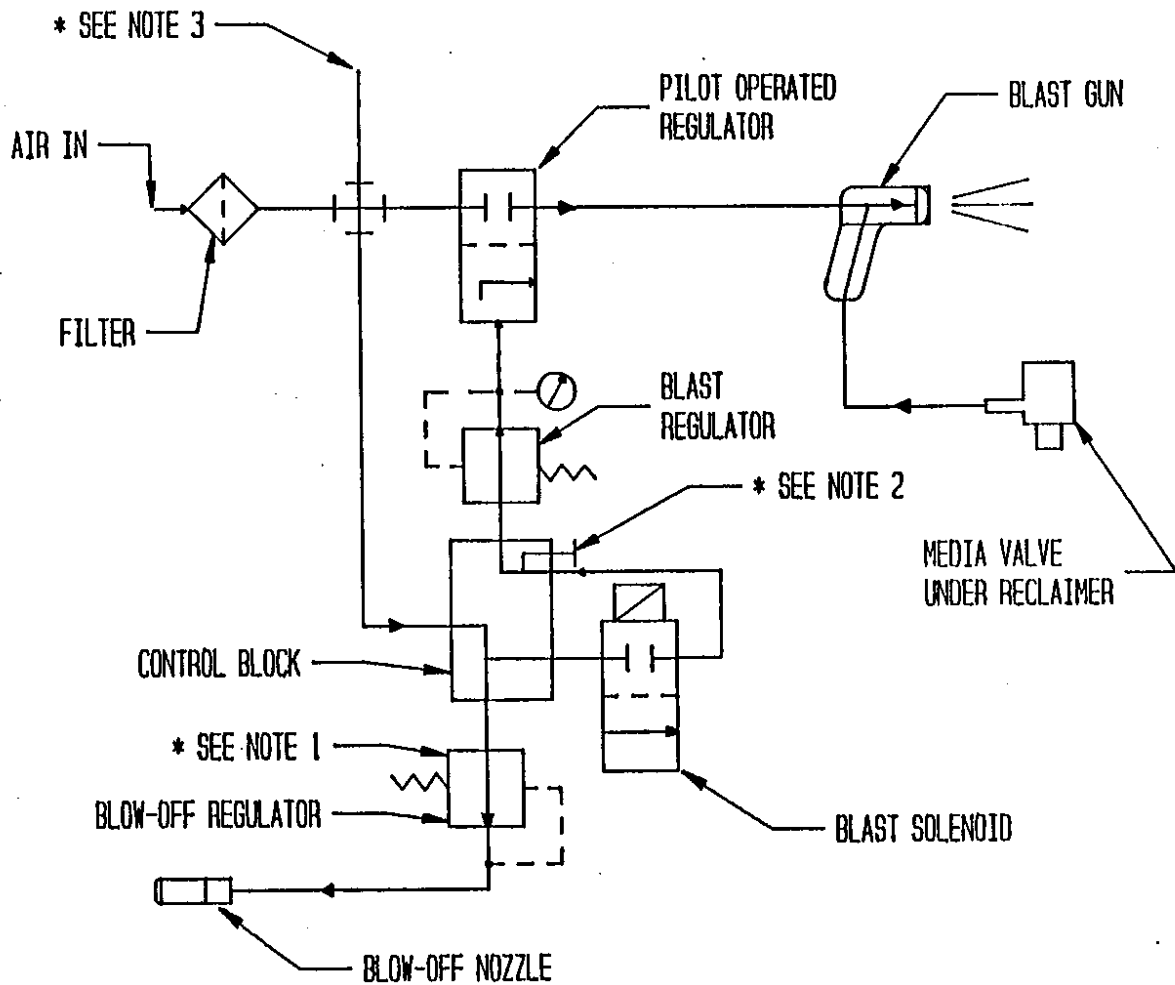 * SEE NOTE 3
PILOT OPERATED
REGULATOR
BLAST GUN
AIR IN
FILTER
BLAST
REGULATOR
* SEE NOTE 2
MEDIA VALVE
UNDER RECLAIMER
CONTROL BLOCK
* SEE NOTE 1
BLOW-OFF REGULATOR
BLAST SOLENOID
BLOW-OFF NOZZLE